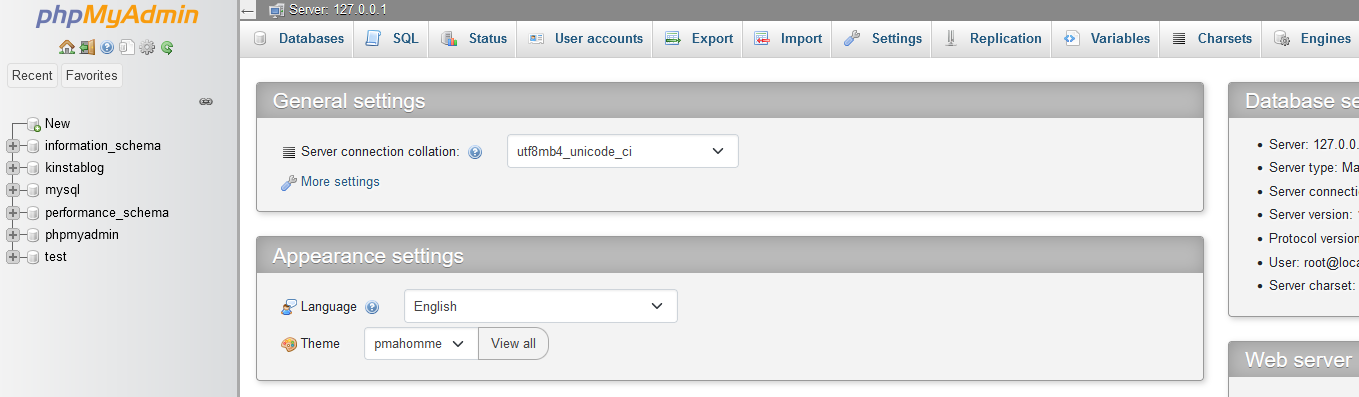 phpMyAdmin
Recent Favorites
New
information_schema
kinstablog
mysql
performance_schema
phpmyadmin
test
← Server: 127.0.0.1
Databases SQL Status User accounts Export Import Settings Replication Variables Charsets Engines
General settings
Server connection collation: utf8mb4_unicode_ci
More settings
Appearance settings
Language English
Theme pmahomme View all
Database se
• Server: 127.0.0.
• Server type: Ma
• Server connecti
• Server version:
• Protocol version
• User: root@loca
• Server charset:
Web server